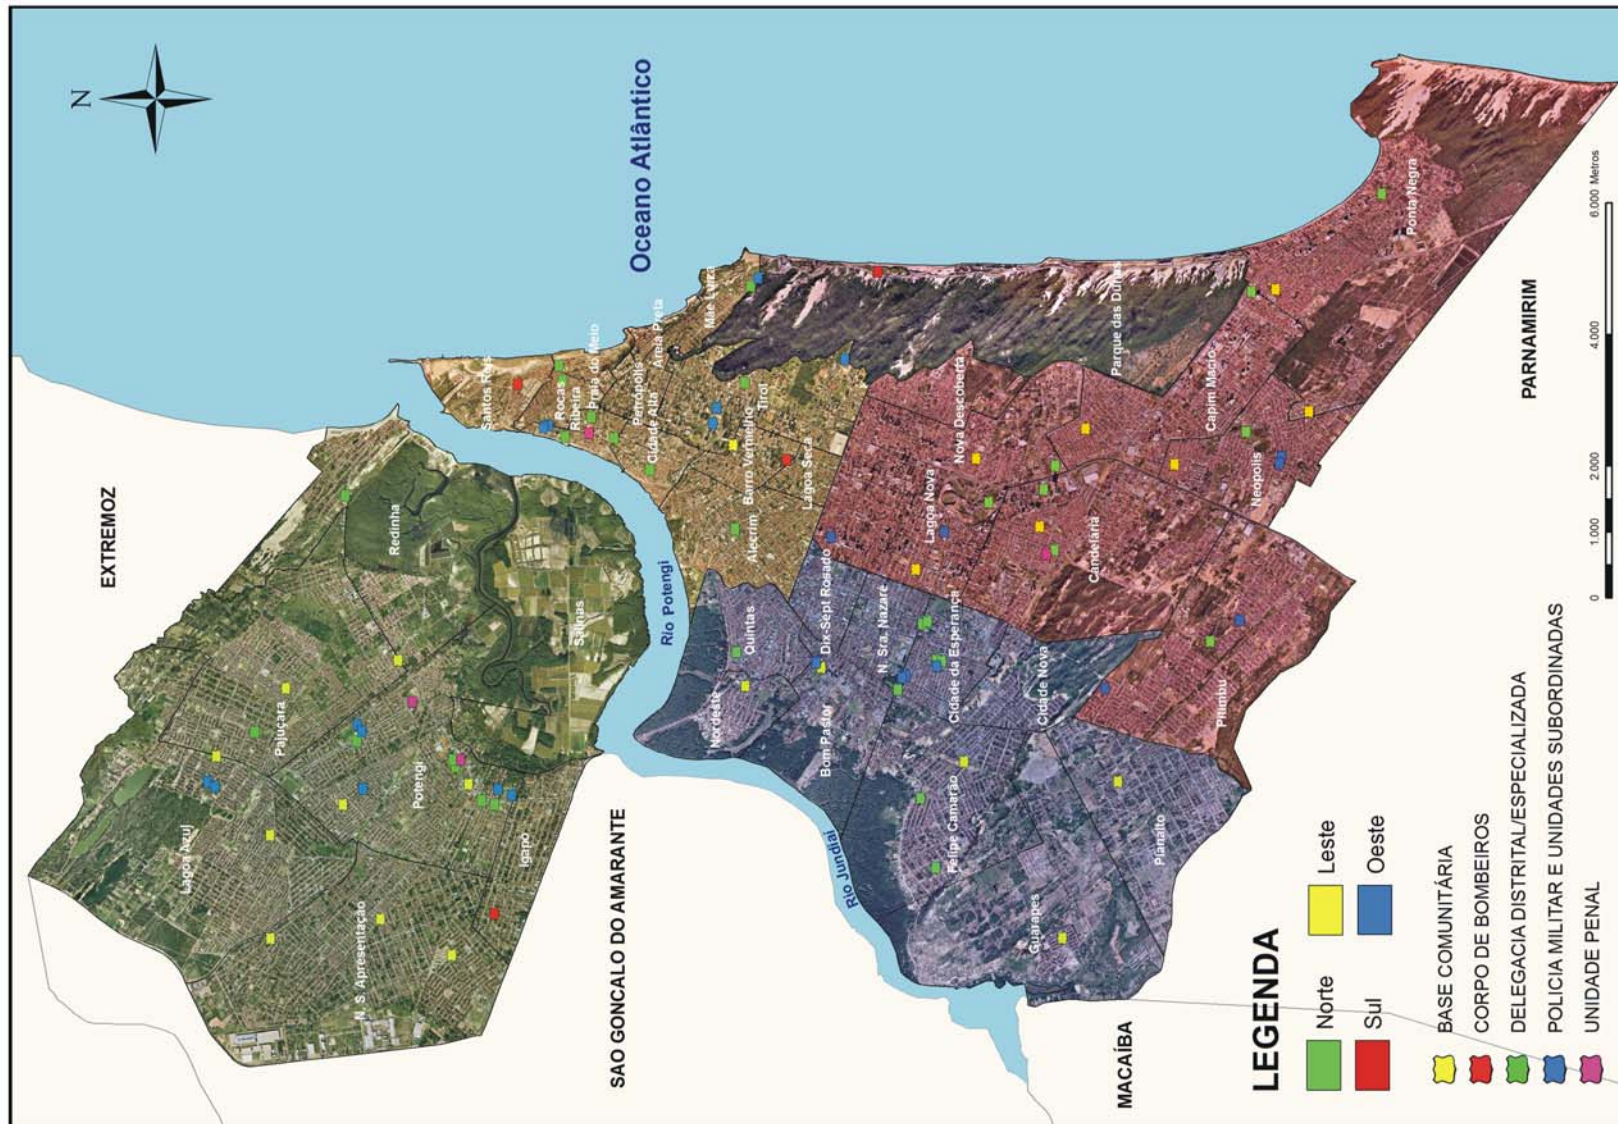 N
Oceano Atlântico
EXTREMOZ
Redinha
Salinas
Pajuçara
Potengi
Lagoa Azul
Igapó
N. S. Apresentação
Rio Potengi
SAO GONCALO DO AMARANTE
Rio Jundiaí
MACAÍBA
PARNAMIRIM
Santos Reis
Rocas
Ribeira
Praia do Meio
Petrópolis
Cidade Alta
Areia Preta
Mãe Luiza
Tirol
Barro Vermelho
Lagoa Seca
Alecrim
Quintas
Nordeste
Dix-Sept Rosado
Bom Pastor
N. Sra. Nazaré
Cidade da Esperança
Cidade Nova
Felipe Camarão
Guarapes
Planalto
Nova Descoberta
Lagoa Nova
Candelária
Parque das Dunas
Capim Macio
Neopolis
Pitimbu
Ponta Negra
0 1.000 2.000 4.000 6.000 Metros
LEGENDA
Norte
Leste
Sul
Oeste
BASE COMUNITÁRIA
CORPO DE BOMBEIROS
DELEGACIA DISTRITAL/ESPECIALIZADA
POLICIA MILITAR E UNIDADES SUBORDINADAS
UNIDADE PENAL